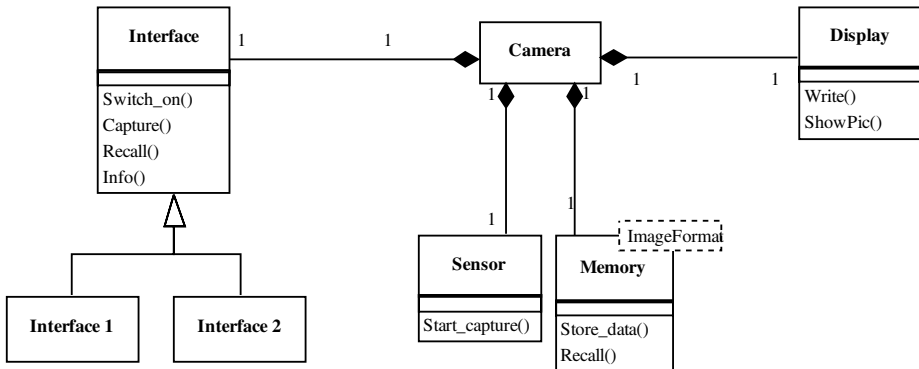 Interface
Switch_on()
Capture()
Recall()
Info()
1
1
Camera
1
1
Display
Write()
ShowPic()
1
1
1
1
Sensor
Start_capture()
ImageFormat
Memory
Store_data()
Recall()
Interface 1
Interface 2